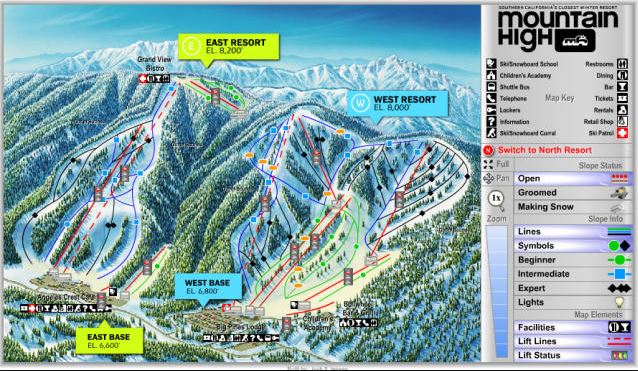 SOUTHERN CALIFORNIA'S CLOSEST WINTER RESORT
mountain
HIGH
E EAST RESORT
EL. 8,200'
Grand View
Bistro
W WEST RESORT
EL. 8,000'
WEST BASE
EL. 6,800'
Angeles Crest Cafe
EAST BASE
EL. 6,600'
Big Pines Lodge
Children's
Academy
Ski/Snowboard School
Restrooms
Children's Academy
Dining
Shuttle Bus
Bar
Telephone
Map Key
Tickets
Lockers
Rentals
Information
Retail Shop
Ski/Snowboard Corral
Ski Patrol
N Switch to North Resort
Full
Slope Status
Pan
Open
Groomed
1x
Making Snow
Zoom
Slope Info
Lines
Symbols
Beginner
Intermediate
Expert
Lights
Map Elements
Facilities
Lift Lines
Lift Status